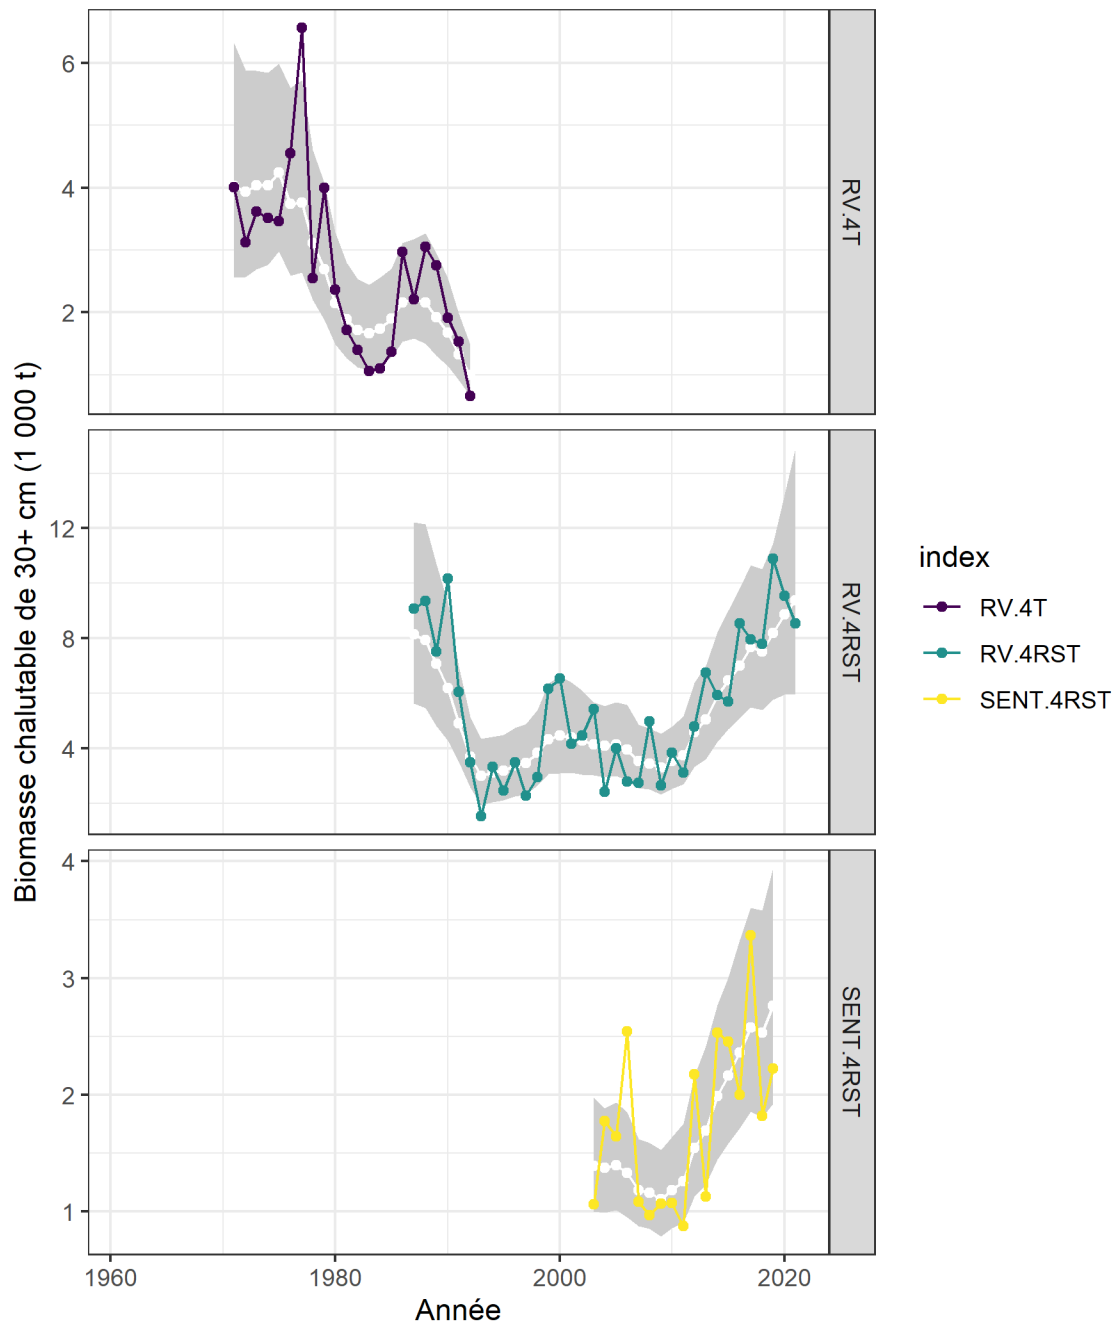 Biomasse chalutable de 30+ cm (1 000 t)
6
4
2
RV.4T
12
8
4
RV.4RST
4
3
2
1
SENT.4RST
1960
1980
2000
2020
Année
index
RV.4T
RV.4RST
SENT.4RST